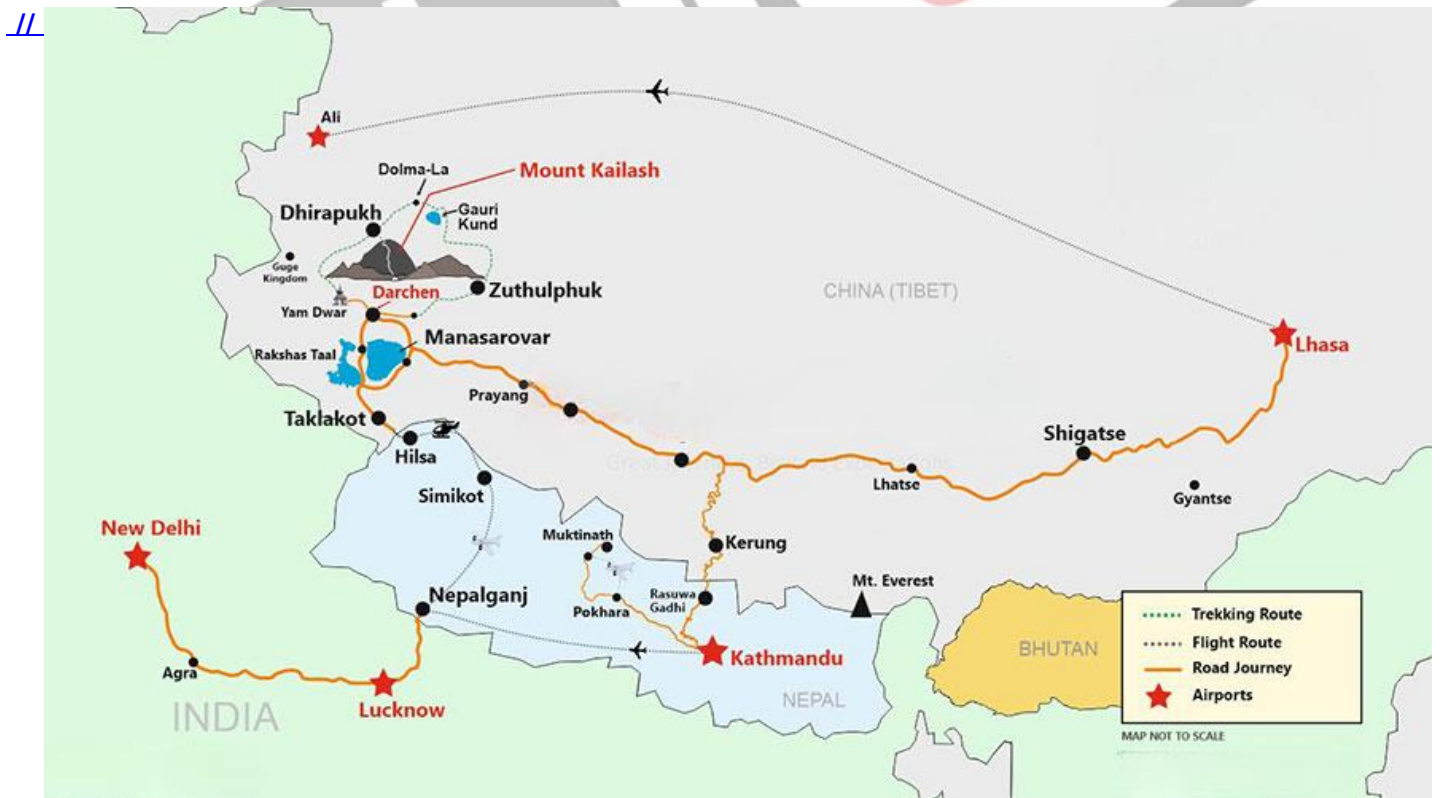 //
Ali
Dolma-La
Mount Kailash
Dhirapukh
Gauri
Kund
Guge
Kingdom
Darchen
Zuthulphuk
CHINA (TIBET)
Yam Dwar
Manasarovar
Rakshas Taal
Lhasa
Prayang
Taklakot
Shigatse
Hilsa
Lhatse
Simikot
Gyantse
New Delhi
Muktinath
Kerung
Mt. Everest
Nepalganj
Rasuwa
Gadhi
Pokhara
Trekking Route
Flight Route
BHUTAN
Kathmandu
Road Journey
Agra
Airports
NEPAL
Lucknow
INDIA
MAP NOT TO SCALE